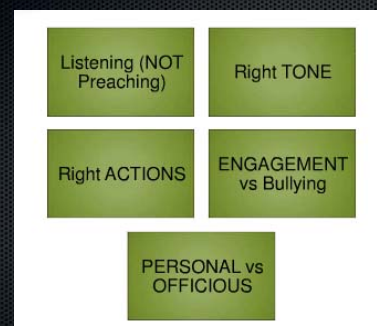 Listening (NOT
Preaching)
Right TONE
Right ACTIONS
ENGAGEMENT
vs Bullying
PERSONAL vs
OFFICIOUS